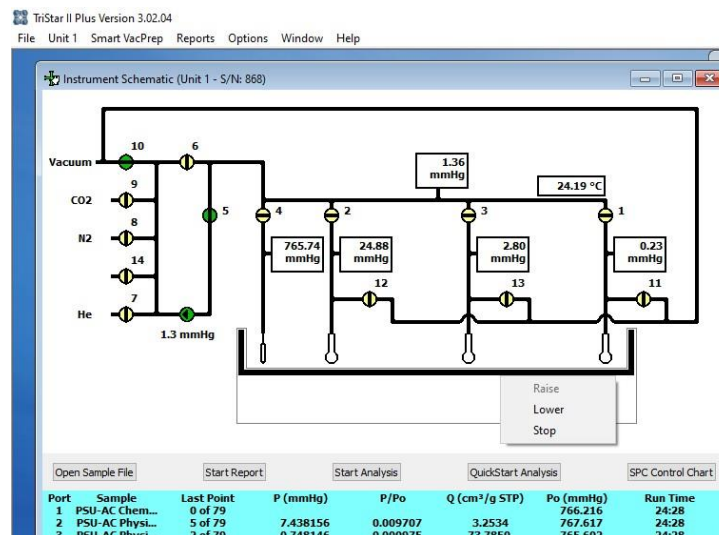 TriStar II Plus Version 3.02.04
File Unit 1 Smart VacPrep Reports Options Window Help
Instrument Schematic (Unit 1 - S/N: 868)
10 6
Vacuum
1.36
mmHg
9
24.19 °C
CO2
5 4 2 3 1
8
N2
765.74
mmHg
24.88
mmHg
2.80
mmHg
0.23
mmHg
14
12 13 11
7
He
1.3 mmHg
Raise
Lower
Stop
Open Sample File Start Report Start Analysis QuickStart Analysis SPC Control Chart
Port Sample Last Point P (mmHg) P/Po Q (cm³/g STP) Po (mmHg) Run Time
1 PSU-AC Chem... 0 of 79 766.216 24:28
2 PSU-AC Physi... 5 of 79 7.438156 0.009707 3.2534 767.617 24:28